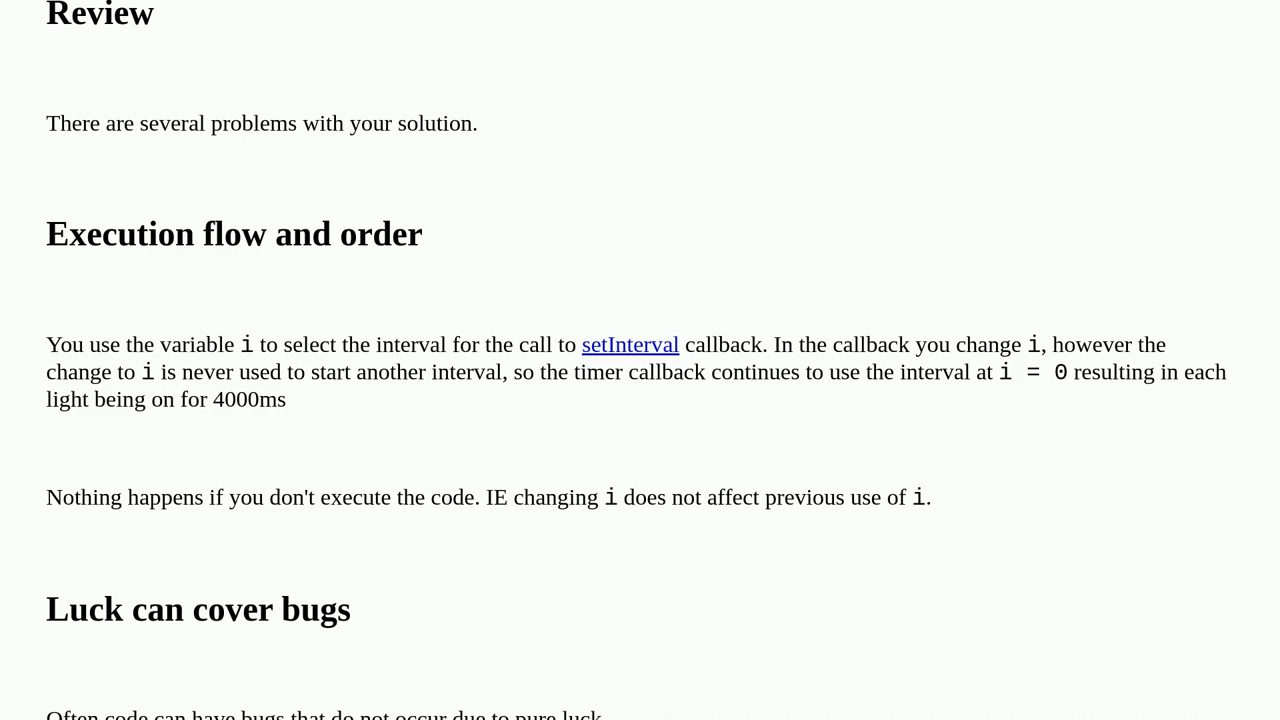 Review
There are several problems with your solution.
Execution flow and order
You use the variable i to select the interval for the call to setInterval callback. In the callback you change i, however the
change to i is never used to start another interval, so the timer callback continues to use the interval at i = 0 resulting in each
light being on for 4000ms
Nothing happens if you don't execute the code. IE changing i does not affect previous use of i.
Luck can cover bugs
Often code can have bugs that do not occur due to pure luck.